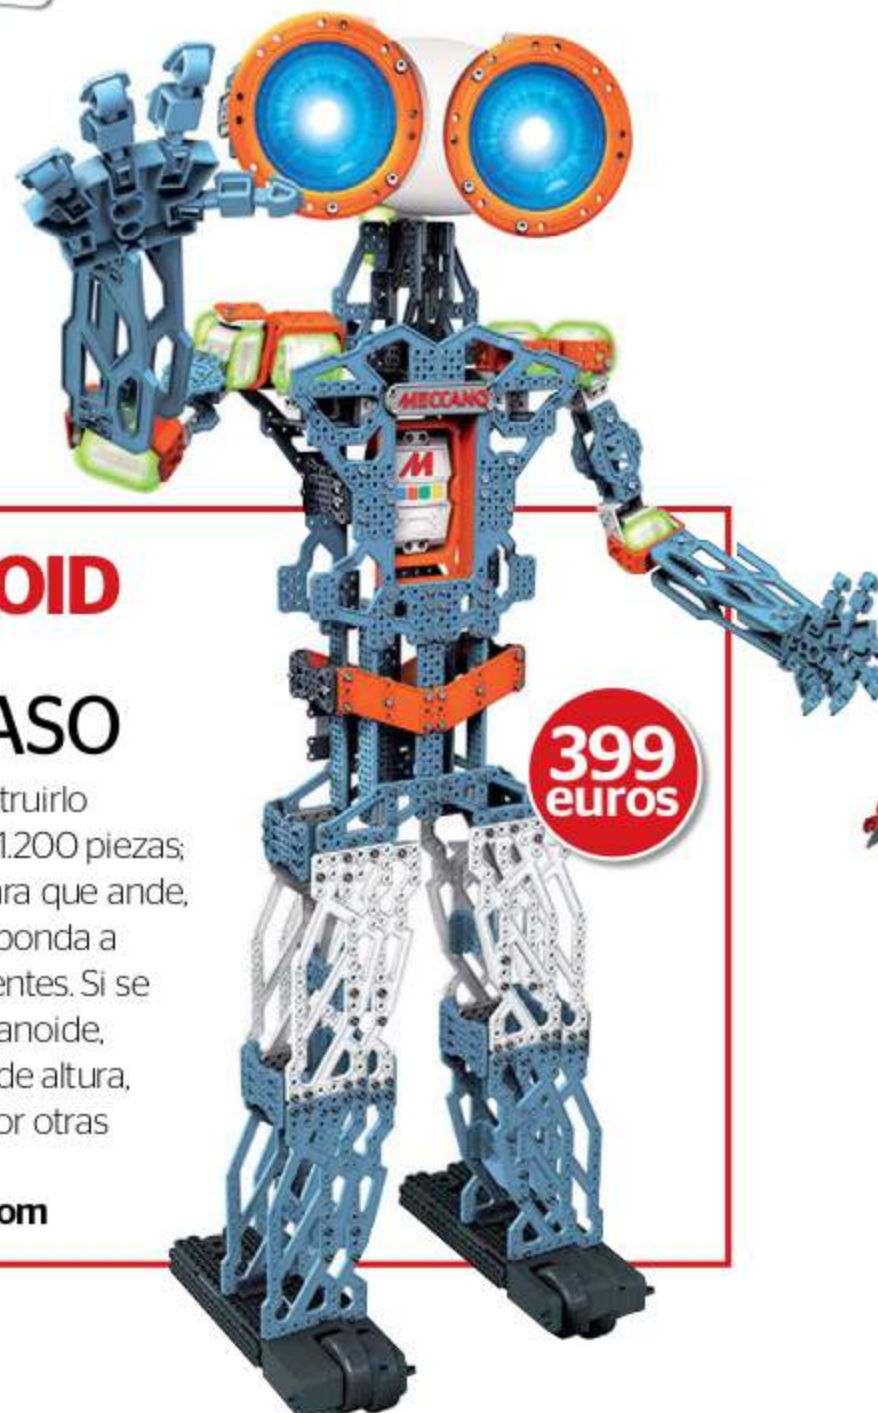 MECCANO
M
OID
ASO
truirlo
1.200 piezas;
ara que ande,
ponda a
entes. Si se
anoide,
de altura,
or otras
om
399
euros